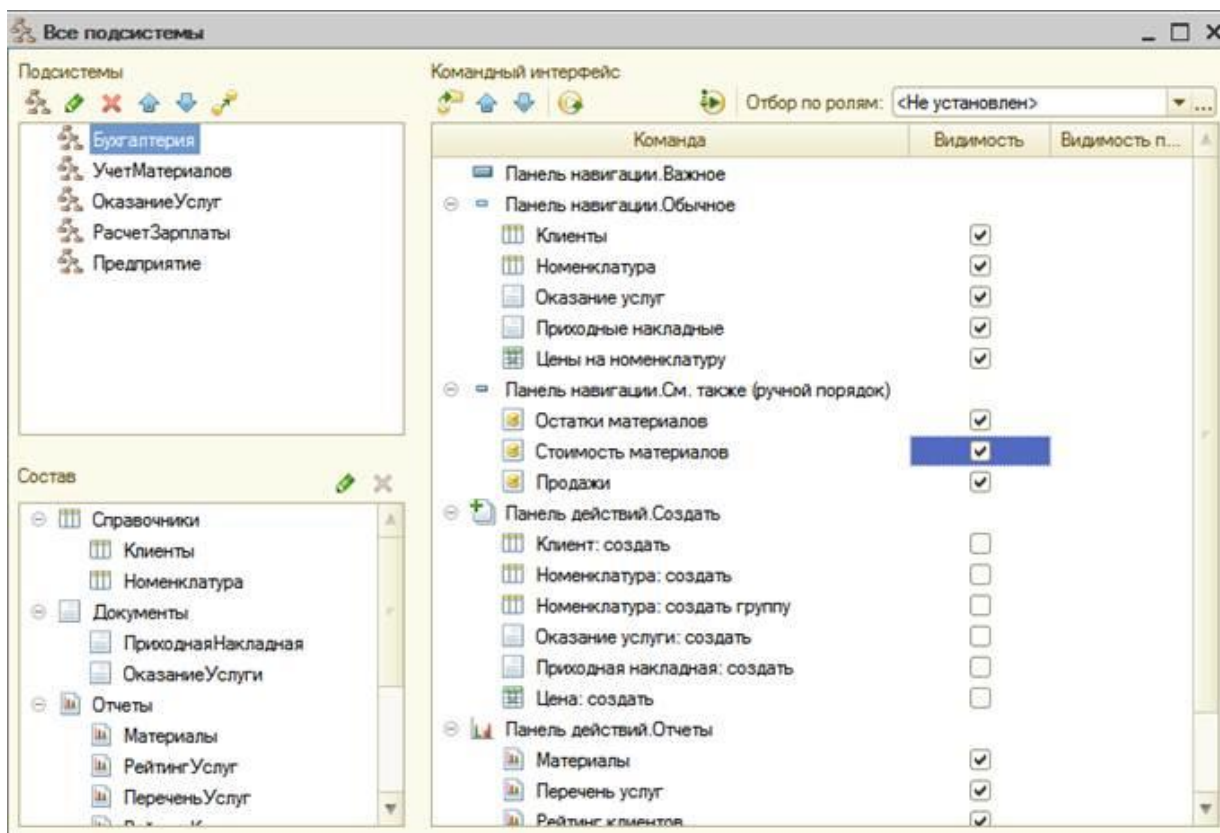 Все подсистемы
Подсистемы
Бухгалтерия
УчетМатериалов
ОказаниеУслуг
РасчетЗарплаты
Предприятие
Состав
Справочники
Клиенты
Номенклатура
Документы
ПриходнаяНакладная
ОказаниеУслуги
Отчеты
Материалы
РейтингУслуг
ПереченьУслуг
Командный интерфейс
Отбор по ролям: <Не установлен>
Команда Видимость Видимость п...
Панель навигации.Важное
Панель навигации.Обычное
Клиенты
Номенклатура
Оказание услуг
Приходные накладные
Цены на номенклатуру
Панель навигации.См. также (ручной порядок)
Остатки материалов
Стоимость материалов
Продажи
Панель действий.Создать
Клиент: создать
Номенклатура: создать
Номенклатура: создать группу
Оказание услуги: создать
Приходная накладная: создать
Цена: создать
Панель действий.Отчеты
Материалы
Перечень услуг
Рейтинг клиентов